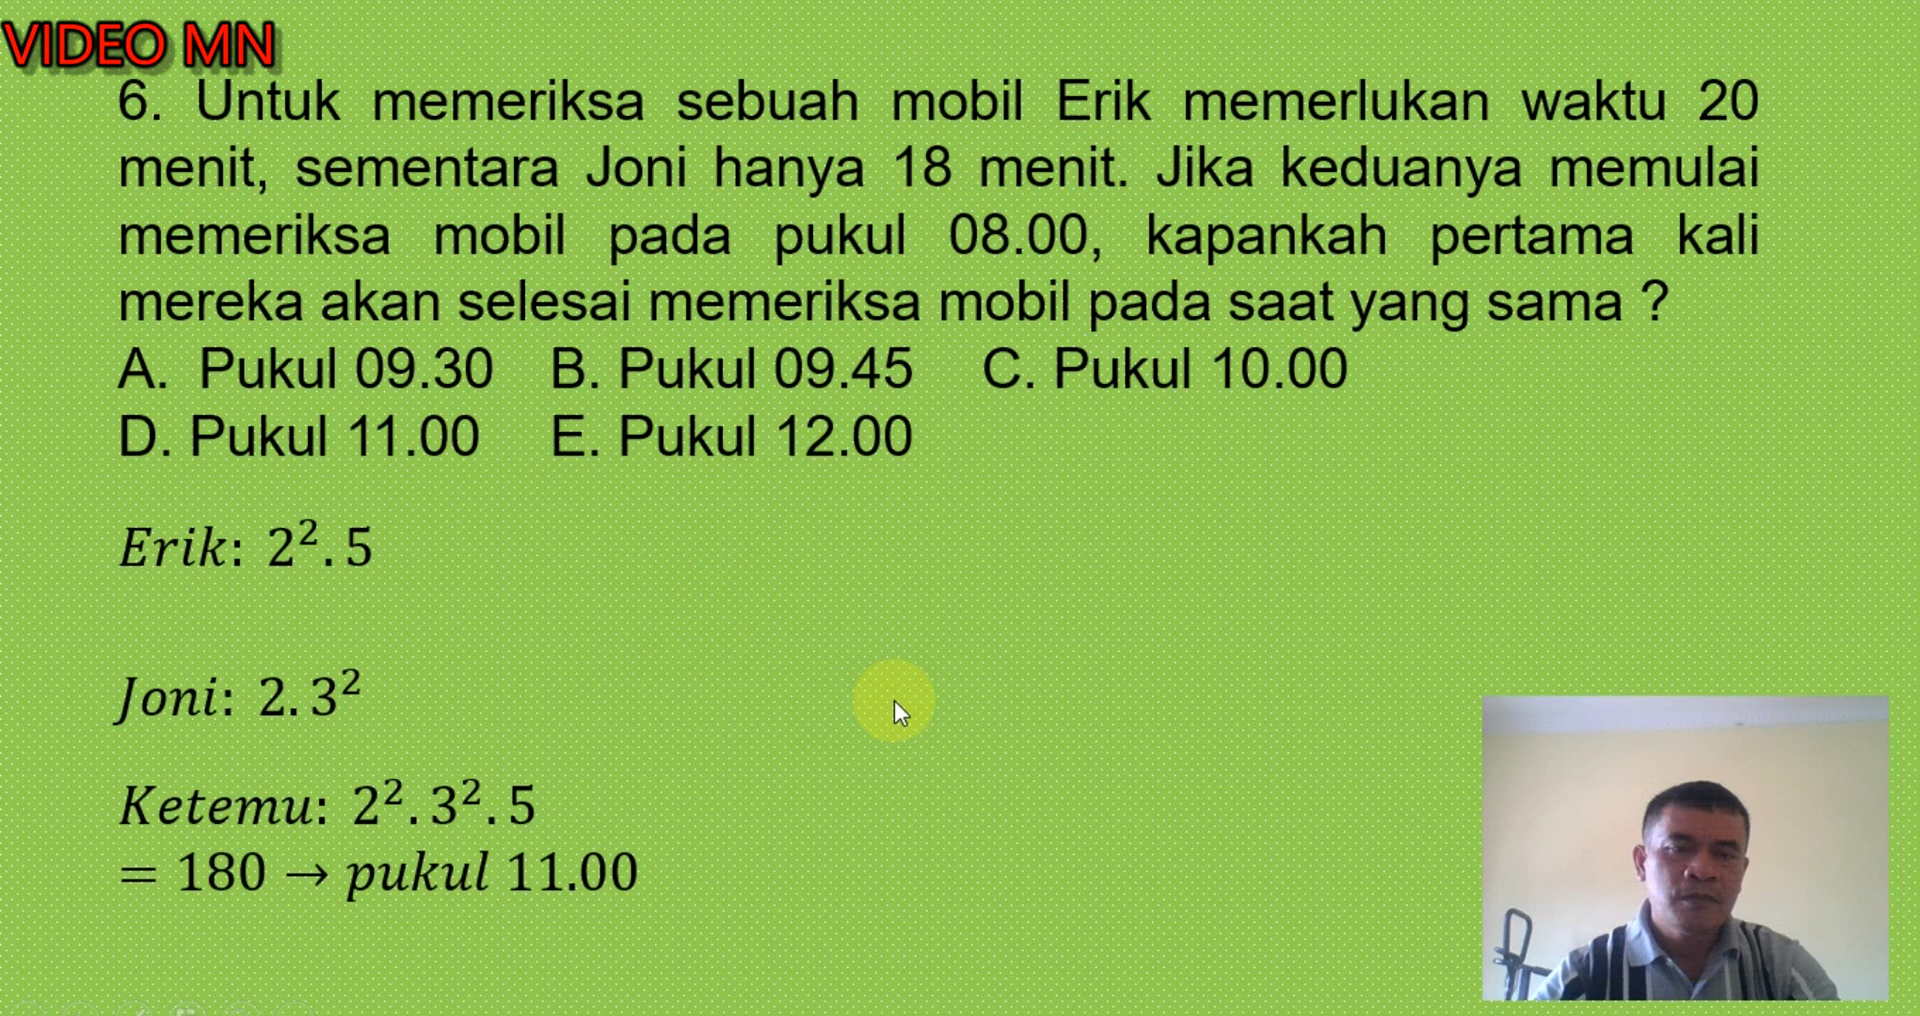 VIDEO MN
6. Untuk memeriksa sebuah mobil Erik memerlukan waktu 20
menit, sementara Joni hanya 18 menit. Jika keduanya memulai
memeriksa mobil pada pukul 08.00, kapankah pertama kali
mereka akan selesai memeriksa mobil pada saat yang sama ?
A. Pukul 09.30 B. Pukul 09.45 C. Pukul 10.00
D. Pukul 11.00 E. Pukul 12.00
Erik: 2².5
Joni: 2.3²
Ketemu: 2².3².5
= 180 → pukul 11.00